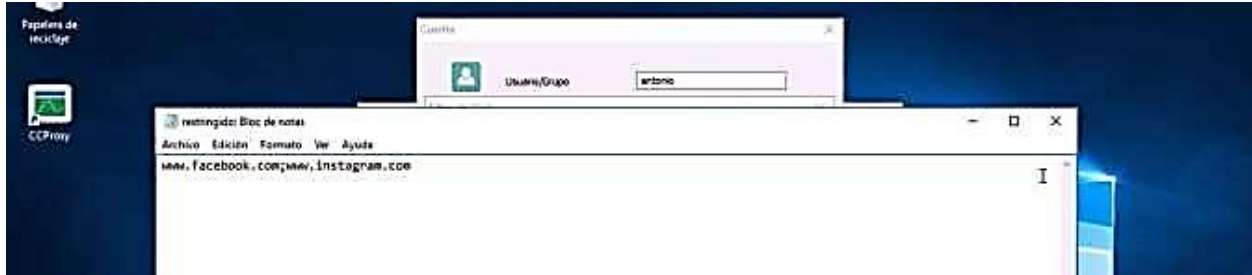 Papelera de
reciclaje
CCProxy
Cuenta
Usuario/Grupo
antonio
restringido: Bloc de notas
Archivo Edición Formato Ver Ayuda
www.facebook.com;www.instagram.com